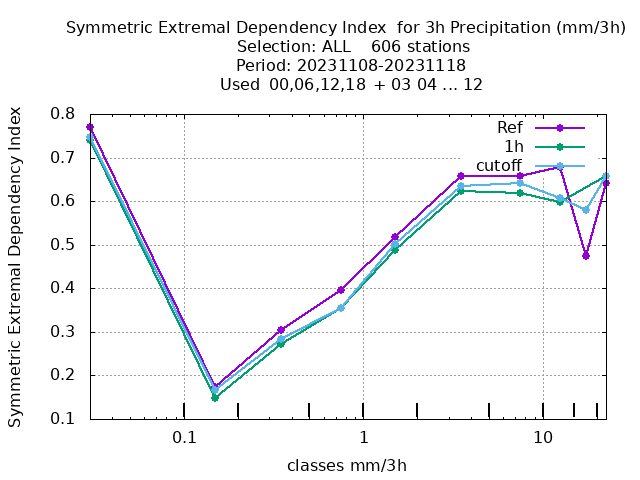 Symmetric Extremal Dependency Index  for 3h Precipitation (mm/3h)
Selection: ALL    606 stations
Period: 20231108-20231118
Used 00,06,12,18 + 03 04 ... 12
Symmetric Extremal Dependency Index
0.8
0.7
0.6
0.5
0.4
0.3
0.2
0.1
Ref
1h
cutoff
0.1
1
10
classes mm/3h